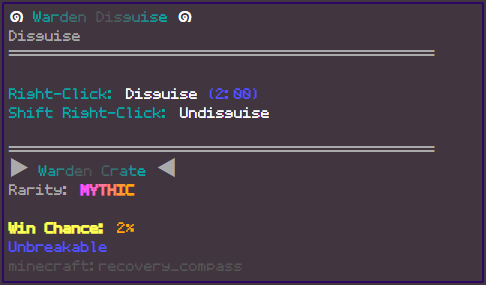 Warden Disguise
Disguise
Right-Click: Disguise (2:00)
Shift Right-Click: Undisguise
Warden Crate
Rarity: MYTHIC
Win Chance: 2%
Unbreakable
minecraft:recovery_compass